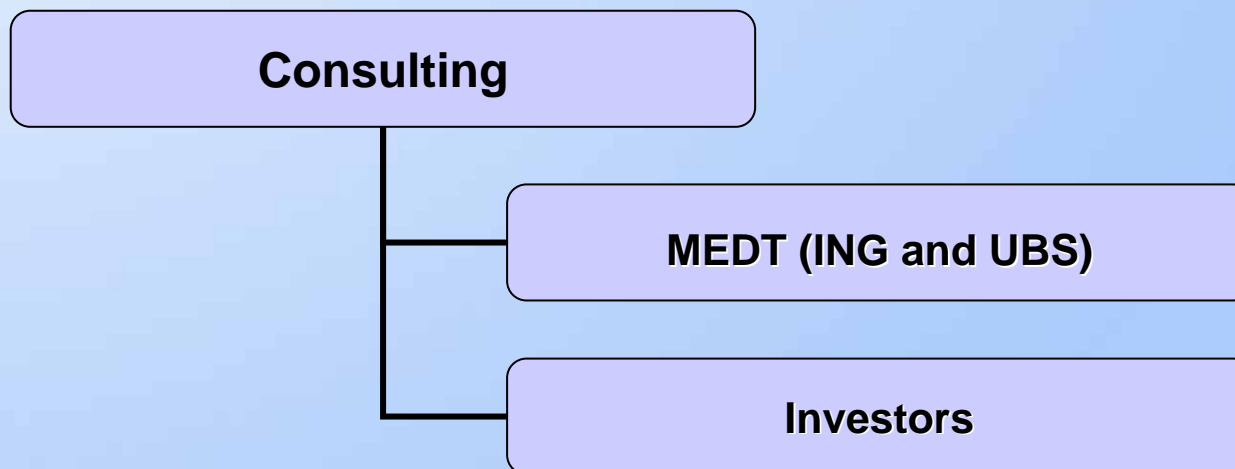 Consulting
MEDT (ING and UBS)
Investors